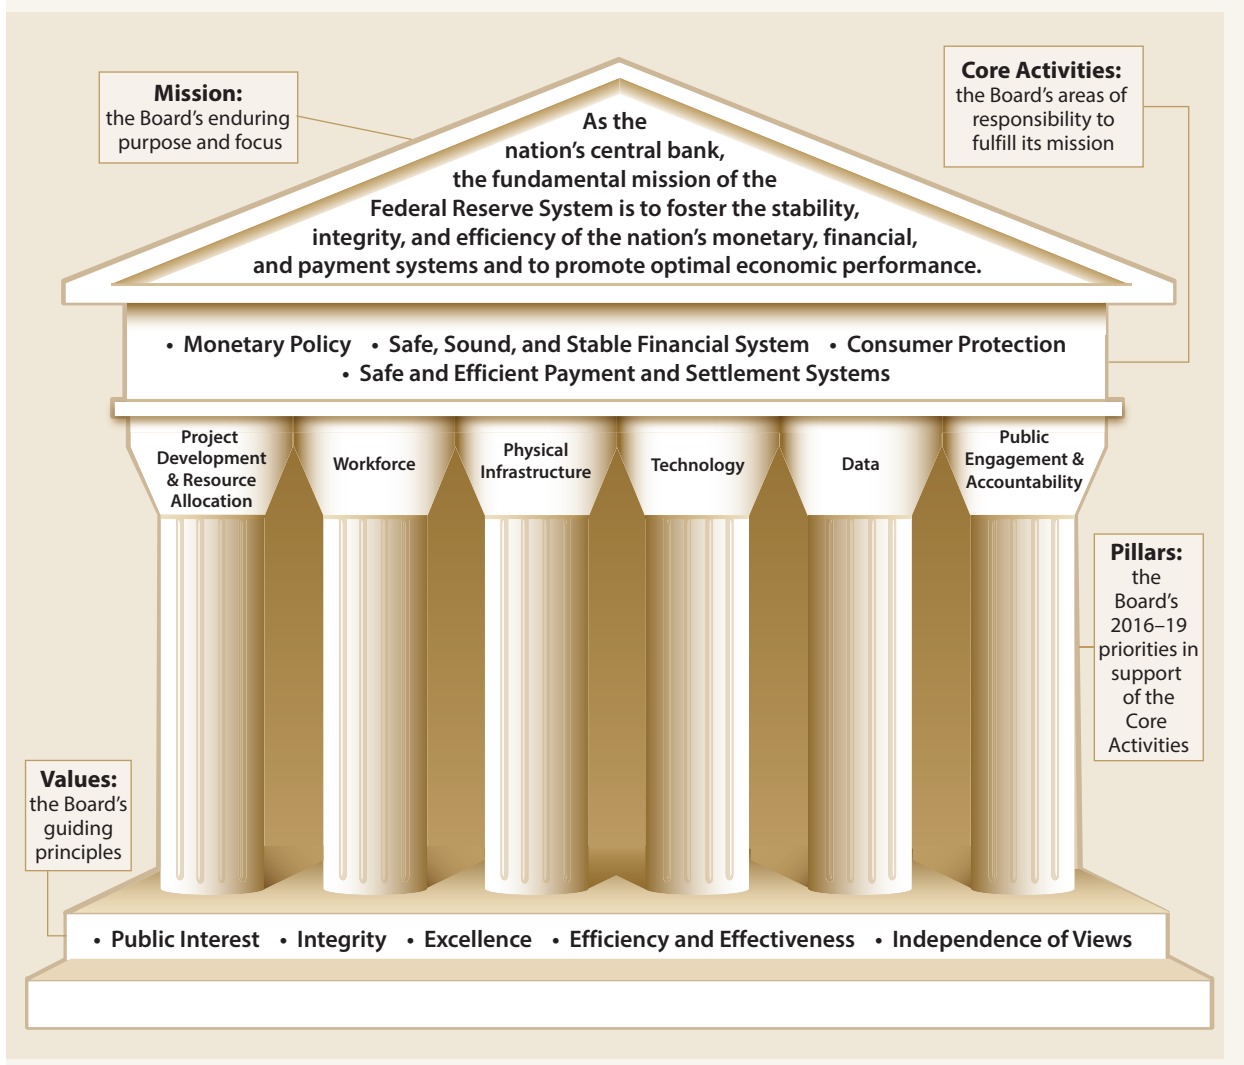 Mission:
the Board's enduring
purpose and focus
Core Activities:
the Board's areas of
responsibility to
fulfill its mission
As the
nation's central bank,
the fundamental mission of the
Federal Reserve System is to foster the stability,
integrity, and efficiency of the nation's monetary, financial,
and payment systems and to promote optimal economic performance.
• Monetary Policy • Safe, Sound, and Stable Financial System • Consumer Protection
• Safe and Efficient Payment and Settlement Systems
Project
Development
& Resource
Allocation
Workforce
Physical
Infrastructure
Technology
Data
Public
Engagement &
Accountability
Pillars:
the
Board's
2016–19
priorities in
support
of the
Core
Activities
Values:
the Board's
guiding
principles
• Public Interest • Integrity • Excellence • Efficiency and Effectiveness • Independence of Views